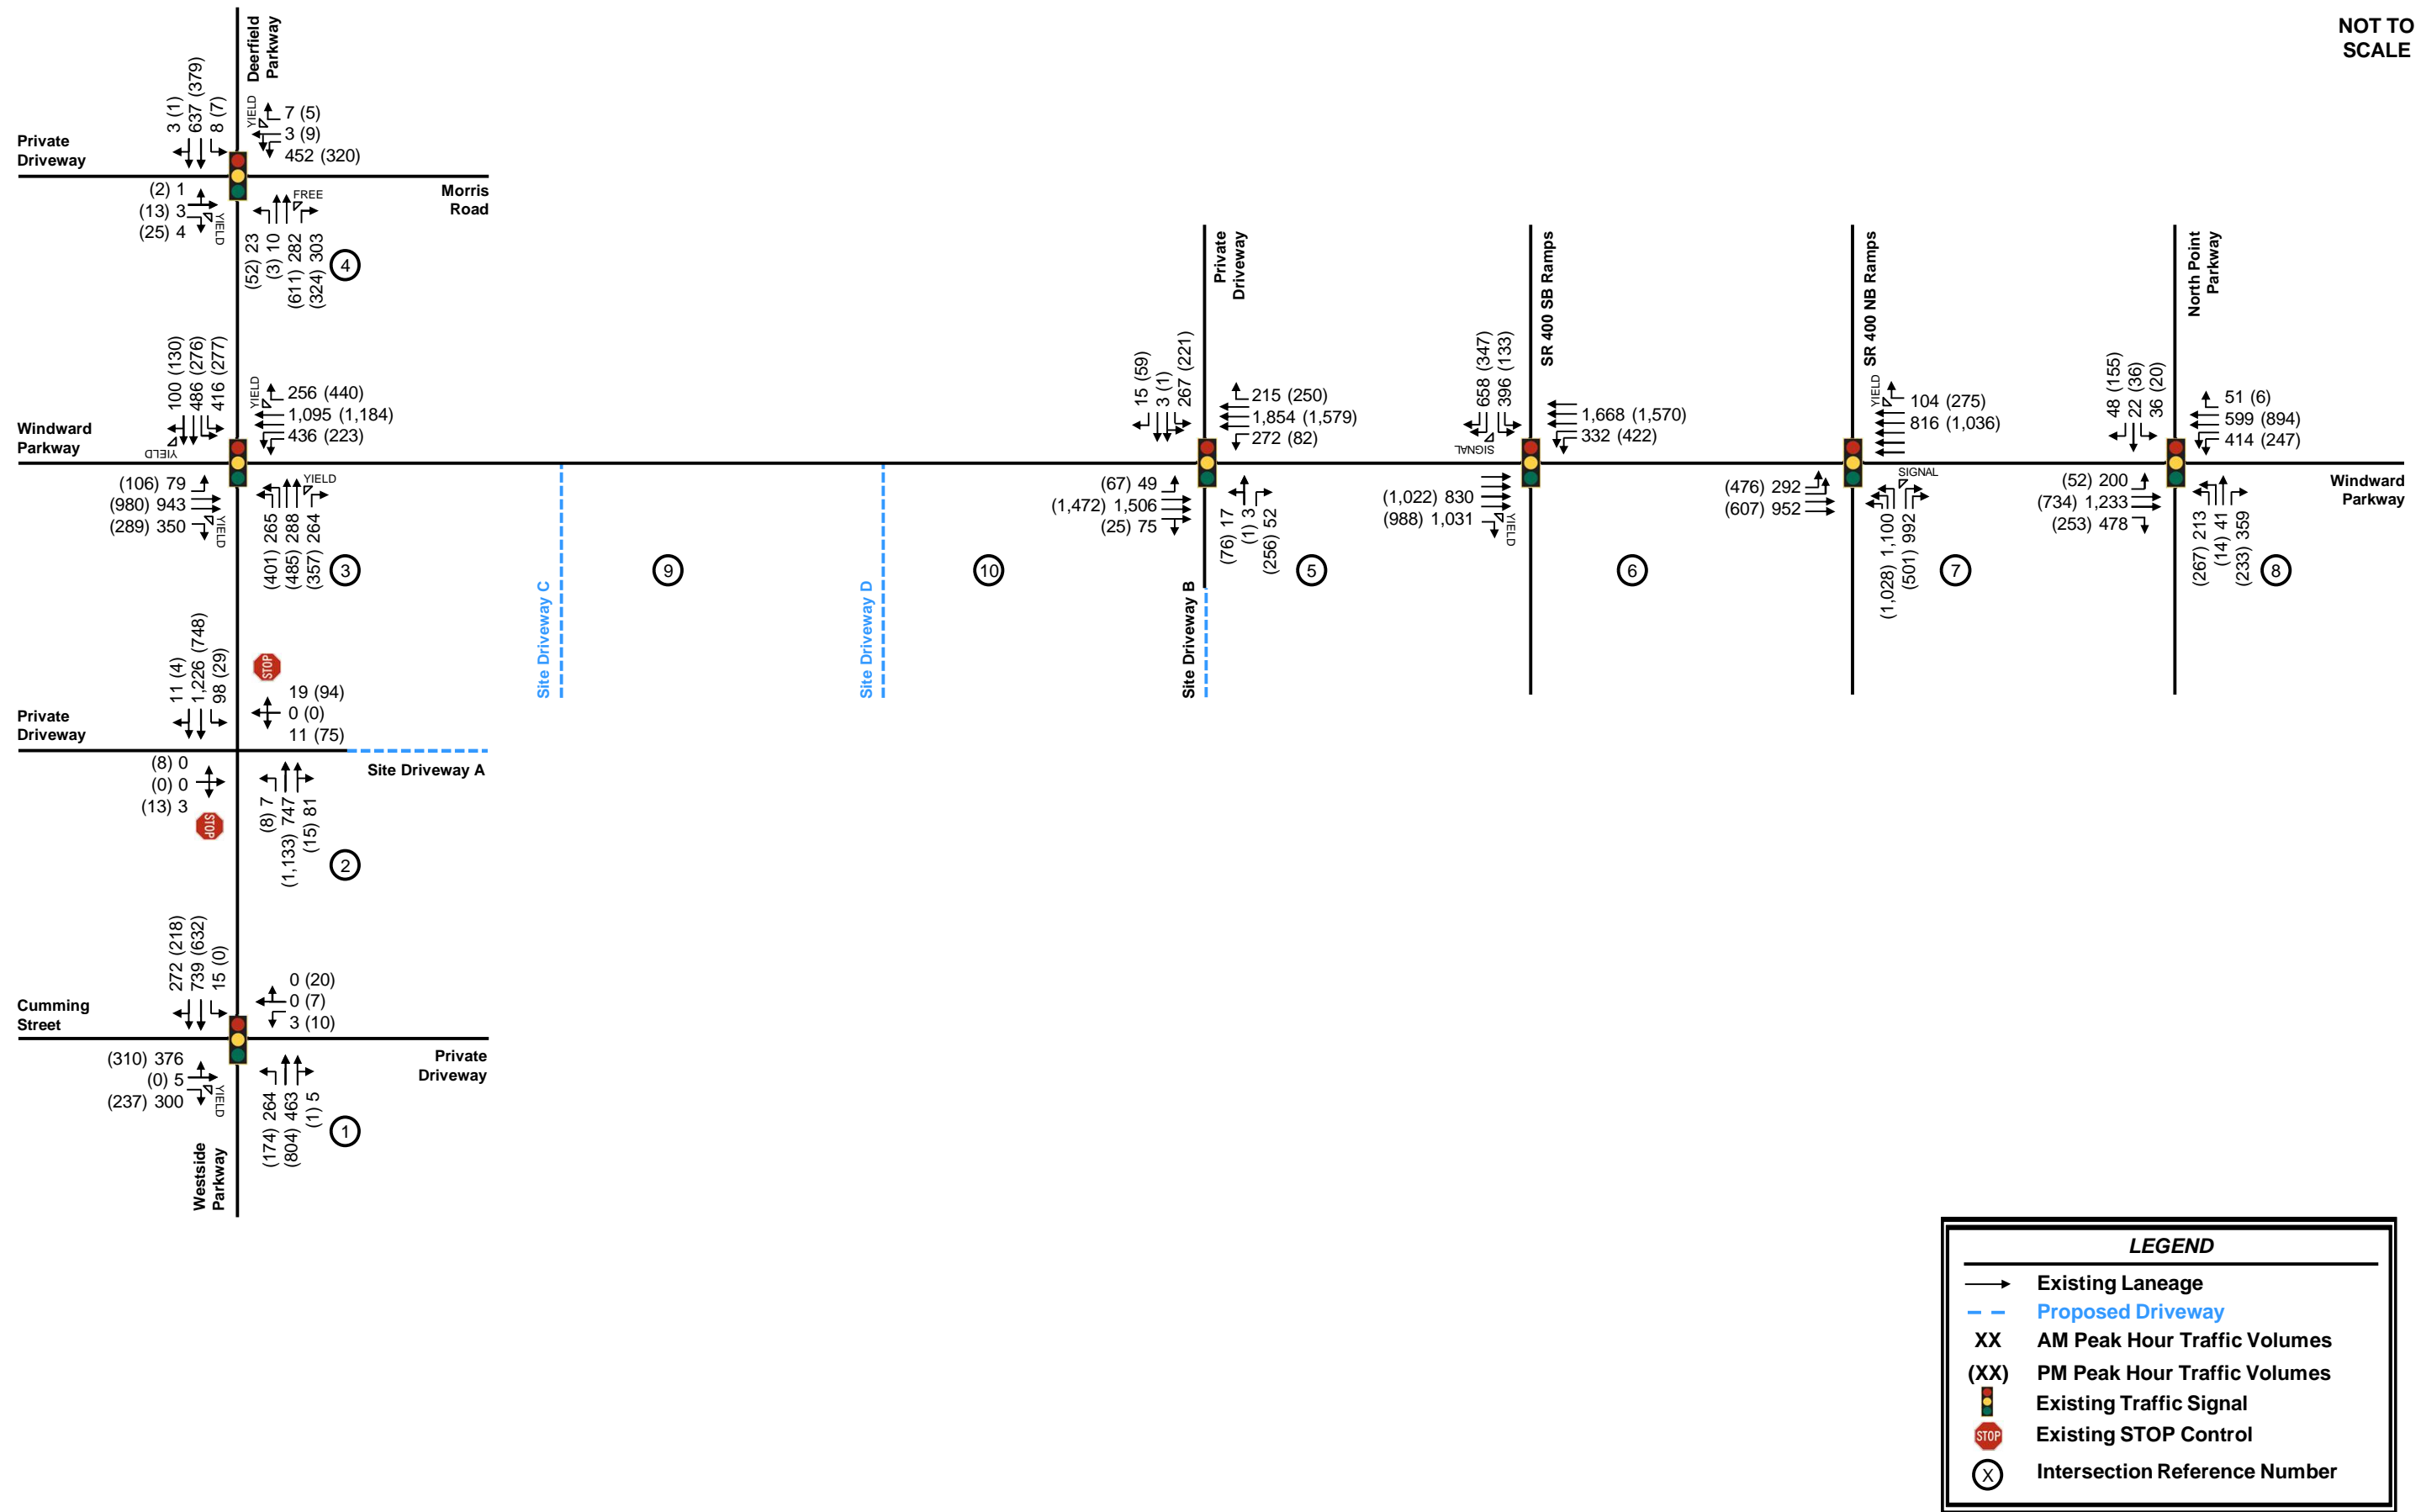 NOT TO
SCALE
Deerfield
Parkway
3 (1)
637 (379)
8 (7)
YIELD
7 (5)
3 (9)
452 (320)
Private
Driveway
Morris
Road
(2) 1
(13) 3
(25) 4
YIELD
FREE
(52) 23
(3) 10
(611) 282
(324) 303
4
100 (130)
486 (276)
416 (277)
YIELD
YIELD
256 (440)
1,095 (1,184)
436 (223)
Windward
Parkway
(106) 79
(980) 943
(289) 350
YIELD
YIELD
(401) 265
(485) 288
(357) 264
3
Site Driveway C
9
Site Driveway D
10
Private
Driveway
15 (59)
3 (1)
267 (221)
215 (250)
1,854 (1,579)
272 (82)
(67) 49
(1,472) 1,506
(25) 75
(76) 17
(1) 3
(256) 52
Site Driveway B
5
SR 400 SB Ramps
658 (347)
396 (133)
SIGNAL
1,668 (1,570)
332 (422)
(1,022) 830
(988) 1,031
YIELD
6
SR 400 NB Ramps
YIELD
104 (275)
816 (1,036)
(476) 292
(607) 952
SIGNAL
(1,028) 1,100
(501) 992
7
North Point
Parkway
48 (155)
22 (36)
36 (20)
51 (6)
599 (894)
414 (247)
(52) 200
(734) 1,233
(253) 478
(267) 213
(14) 41
(233) 359
Windward
Parkway
8
11 (4)
1,226 (748)
98 (29)
STOP
19 (94)
0 (0)
11 (75)
Private
Driveway
Site Driveway A
(8) 0
(0) 0
(13) 3
STOP
(8) 7
(1,133) 747
(15) 81
2
272 (218)
739 (632)
15 (0)
0 (20)
0 (7)
3 (10)
Cumming
Street
Private
Driveway
(310) 376
(0) 5
(237) 300
YIELD
(174) 264
(804) 463
(1) 5
1
Westside
Parkway
LEGEND
Existing Laneage
Proposed Driveway
XX AM Peak Hour Traffic Volumes
(XX) PM Peak Hour Traffic Volumes
Existing Traffic Signal
STOP Existing STOP Control
X Intersection Reference Number